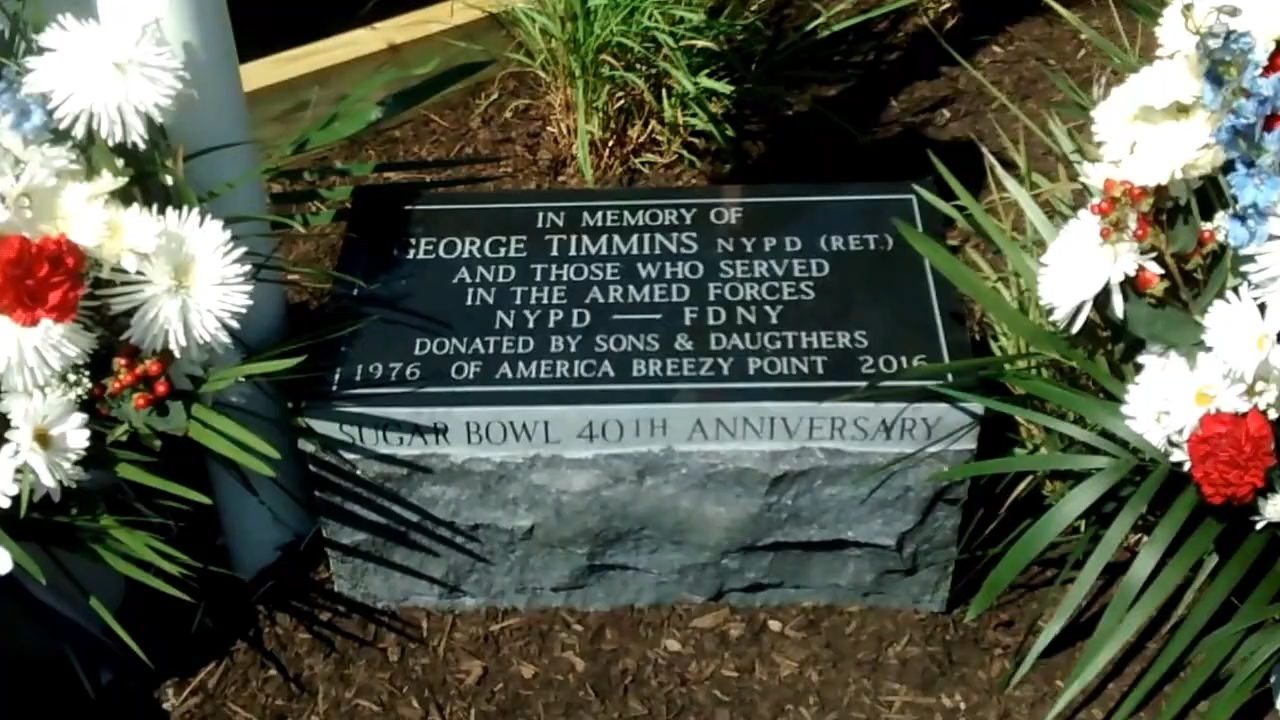 IN MEMORY OF
GEORGE TIMMINS NYPD (RET.)
AND THOSE WHO SERVED
IN THE ARMED FORCES
NYPD — FDNY
DONATED BY SONS & DAUGTHERS
1976 OF AMERICA BREEZY POINT 2016
SUGAR BOWL 40TH ANNIVERSARY